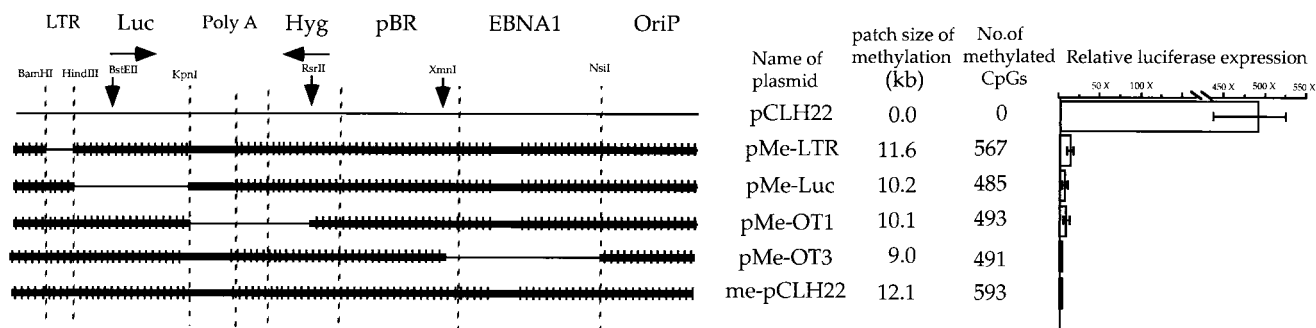 LTR Luc Poly A Hyg pBR EBNA1 OriP
BamHI HindIII BstEII KpnI RsrII XmnI NsiI
Name of plasmid
patch size of methylation (kb)
No.of methylated CpGs
Relative luciferase expression
50 X 100 X 450 X 500 X 550 X
pCLH22 0.0 0
pMe-LTR 11.6 567
pMe-Luc 10.2 485
pMe-OT1 10.1 493
pMe-OT3 9.0 491
me-pCLH22 12.1 593